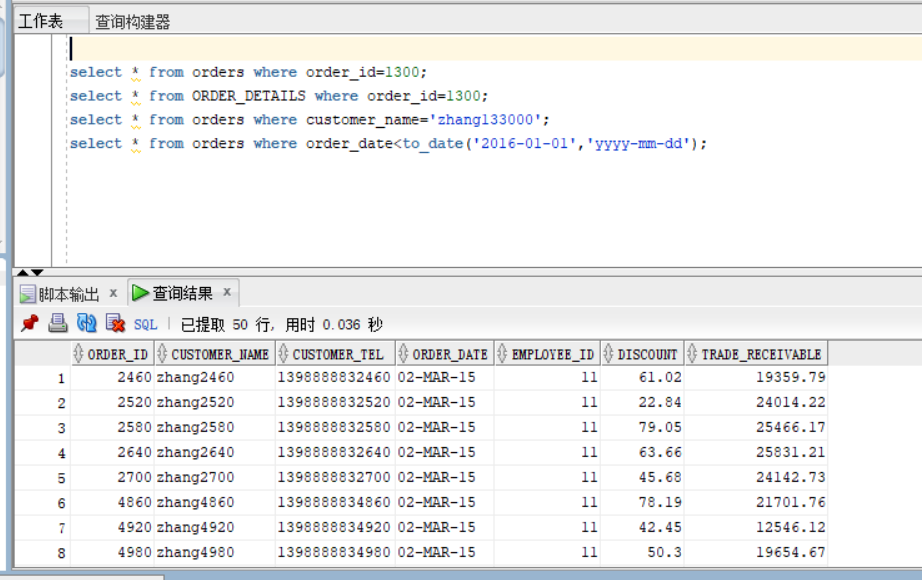 工作表 查询构建器
select * from orders where order_id=1300;
select * from ORDER_DETAILS where order_id=1300;
select * from orders where customer_name='zhang133000';
select * from orders where order_date<to_date('2016-01-01','yyyy-mm-dd');
脚本输出 x 查询结果 x
SQL | 已提取 50 行, 用时 0.036 秒
ORDER_ID CUSTOMER_NAME CUSTOMER_TEL ORDER_DATE EMPLOYEE_ID DISCOUNT TRADE_RECEIVABLE
1 2460 zhang2460 1398888832460 02-MAR-15 11 61.02 19359.79
2 2520 zhang2520 1398888832520 02-MAR-15 11 22.84 24014.22
3 2580 zhang2580 1398888832580 02-MAR-15 11 79.05 25466.17
4 2640 zhang2640 1398888832640 02-MAR-15 11 63.66 25831.21
5 2700 zhang2700 1398888832700 02-MAR-15 11 45.68 24142.73
6 4860 zhang4860 1398888834860 02-MAR-15 11 78.19 21701.76
7 4920 zhang4920 1398888834920 02-MAR-15 11 42.45 12546.12
8 4980 zhang4980 1398888834980 02-MAR-15 11 50.3 19654.67